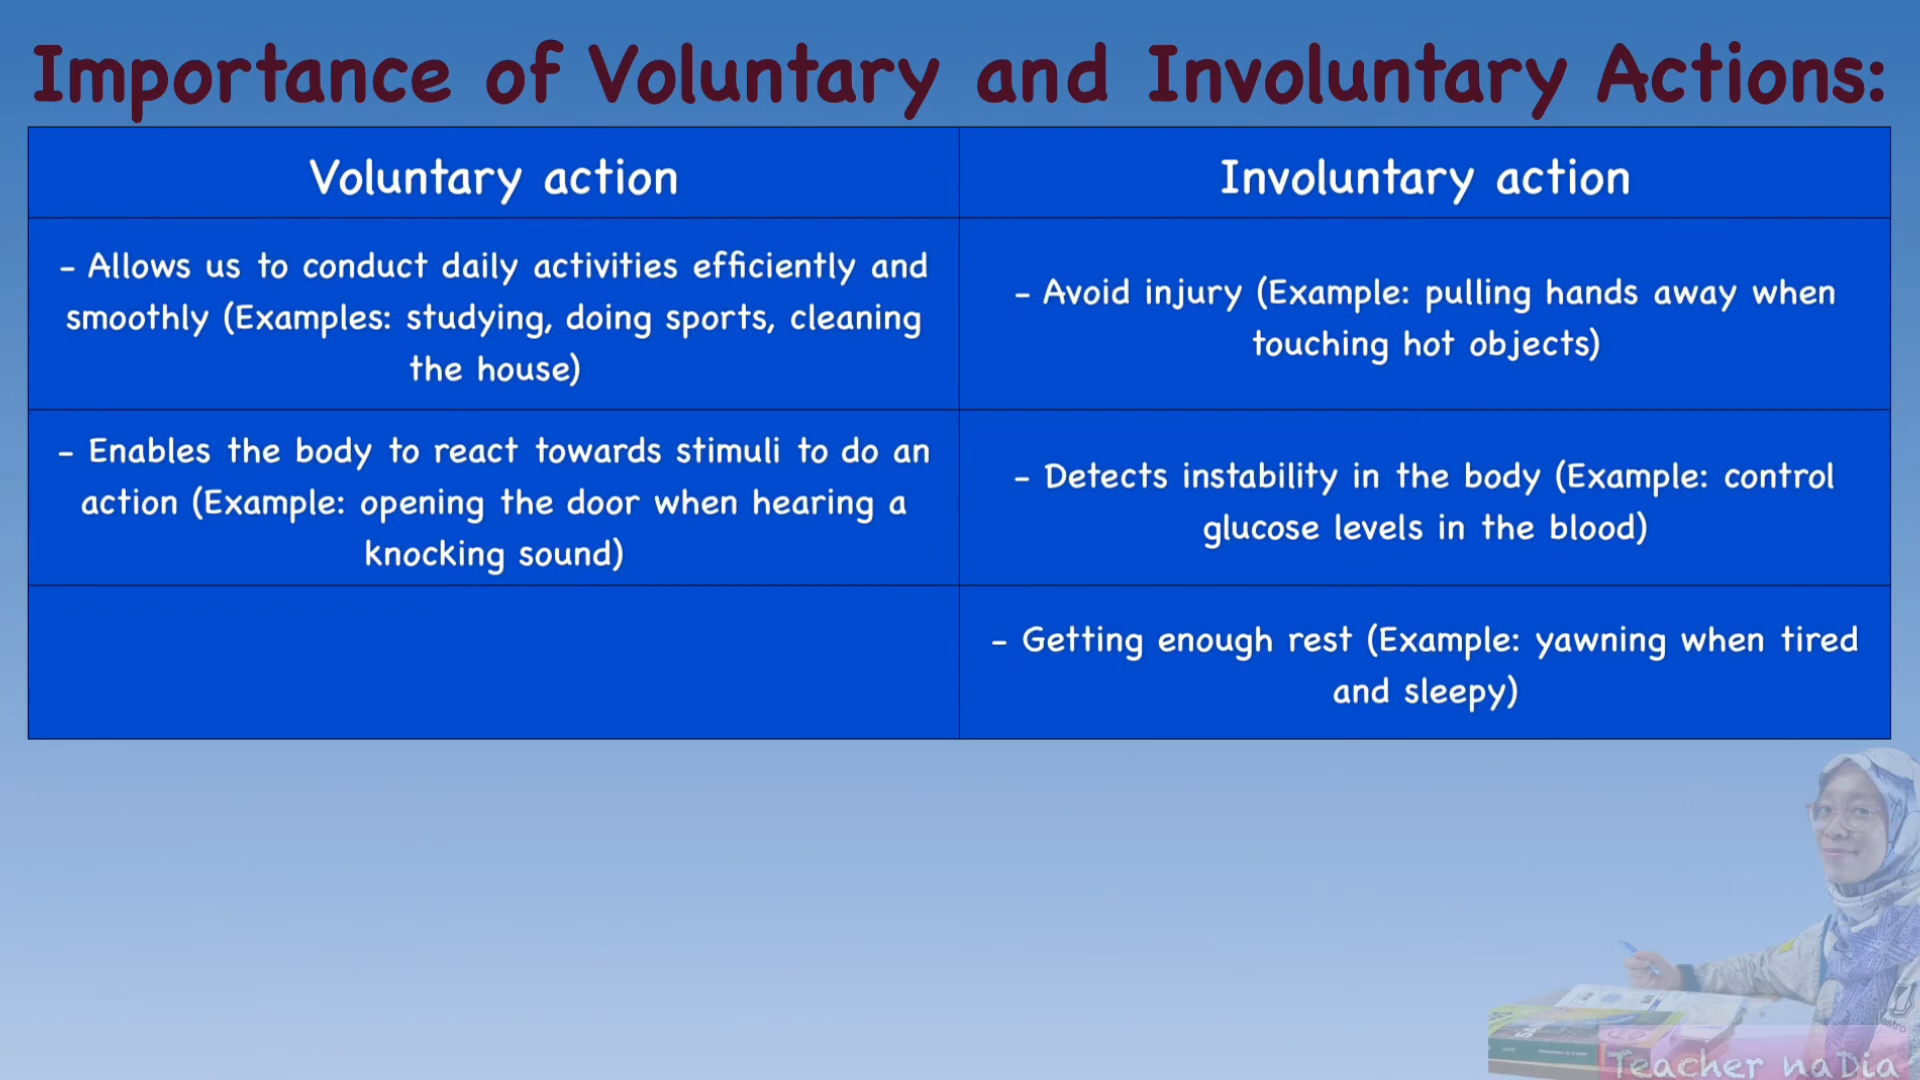 Importance of Voluntary and Involuntary Actions:
Voluntary action
Involuntary action
- Allows us to conduct daily activities efficiently and
smoothly (Examples: studying, doing sports, cleaning
the house)
- Avoid injury (Example: pulling hands away when
touching hot objects)
- Enables the body to react towards stimuli to do an
action (Example: opening the door when hearing a
knocking sound)
- Detects instability in the body (Example: control
glucose levels in the blood)
- Getting enough rest (Example: yawning when tired
and sleepy)
Teacher naDia